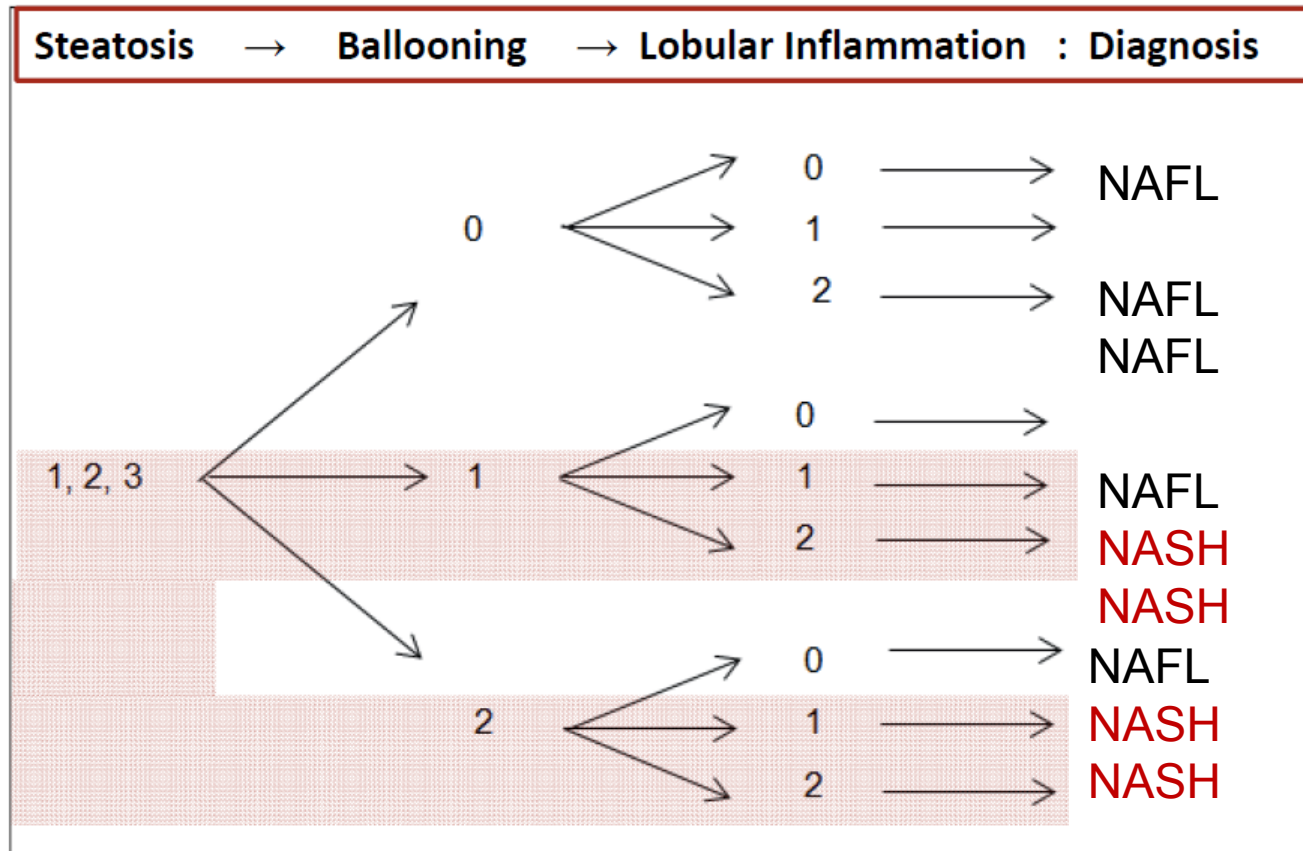 Steatosis → Ballooning → Lobular Inflammation : Diagnosis
0 NAFL
0 1
2 NAFL
NAFL
0
1, 2, 3 1 1 NAFL
2 NASH
NASH
0 NAFL
2 1 NASH
2 NASH